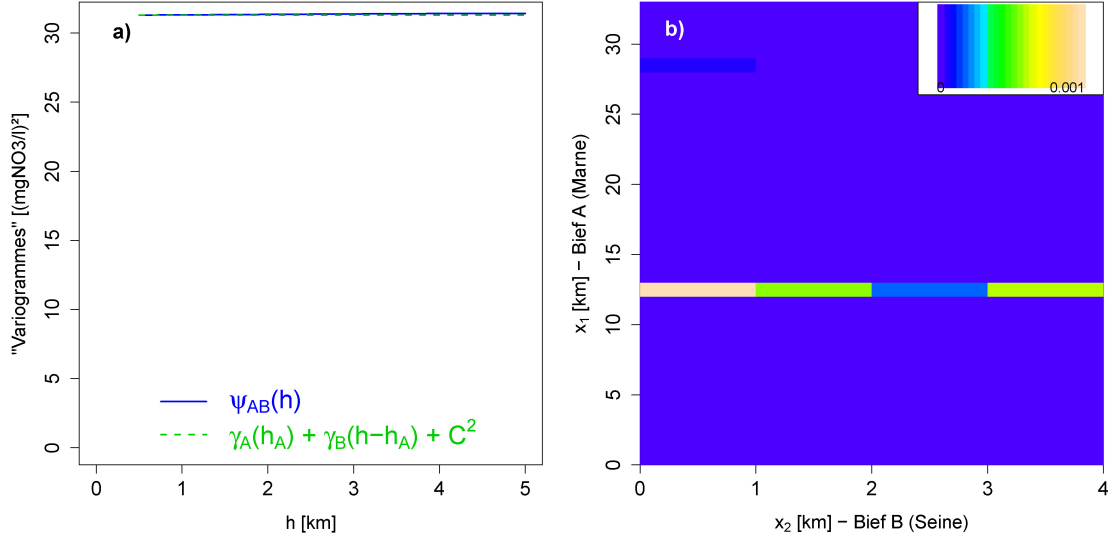 a)
"Variogrammes" [(mgNO3/l)²]
30
25
20
15
10
5
0
ψAB(h)
γA(hA) + γB(h−hA) + C²
0 1 2 3 4 5
h [km]
b)
0 0.001
x₁ [km] − Bief A (Marne)
30
25
20
15
10
5
0
0 1 2 3 4
x₂ [km] − Bief B (Seine)